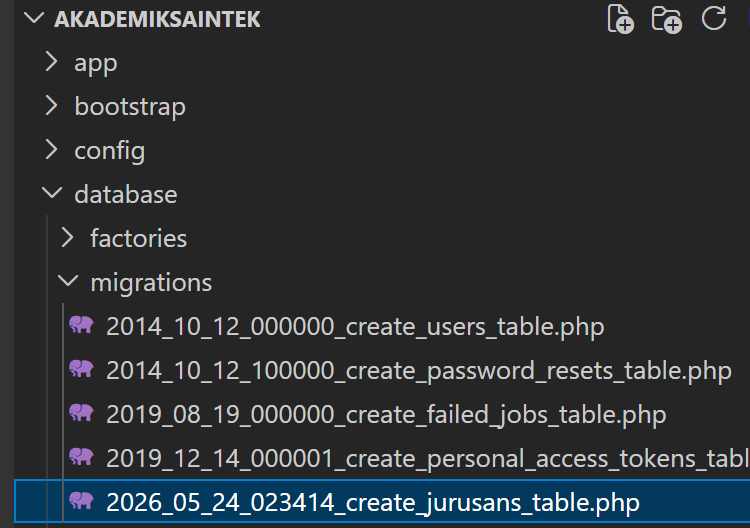 AKADEMIKSAINTEK
app
bootstrap
config
database
factories
migrations
2014_10_12_000000_create_users_table.php
2014_10_12_100000_create_password_resets_table.php
2019_08_19_000000_create_failed_jobs_table.php
2019_12_14_000001_create_personal_access_tokens_tabl
2026_05_24_023414_create_jurusans_table.php